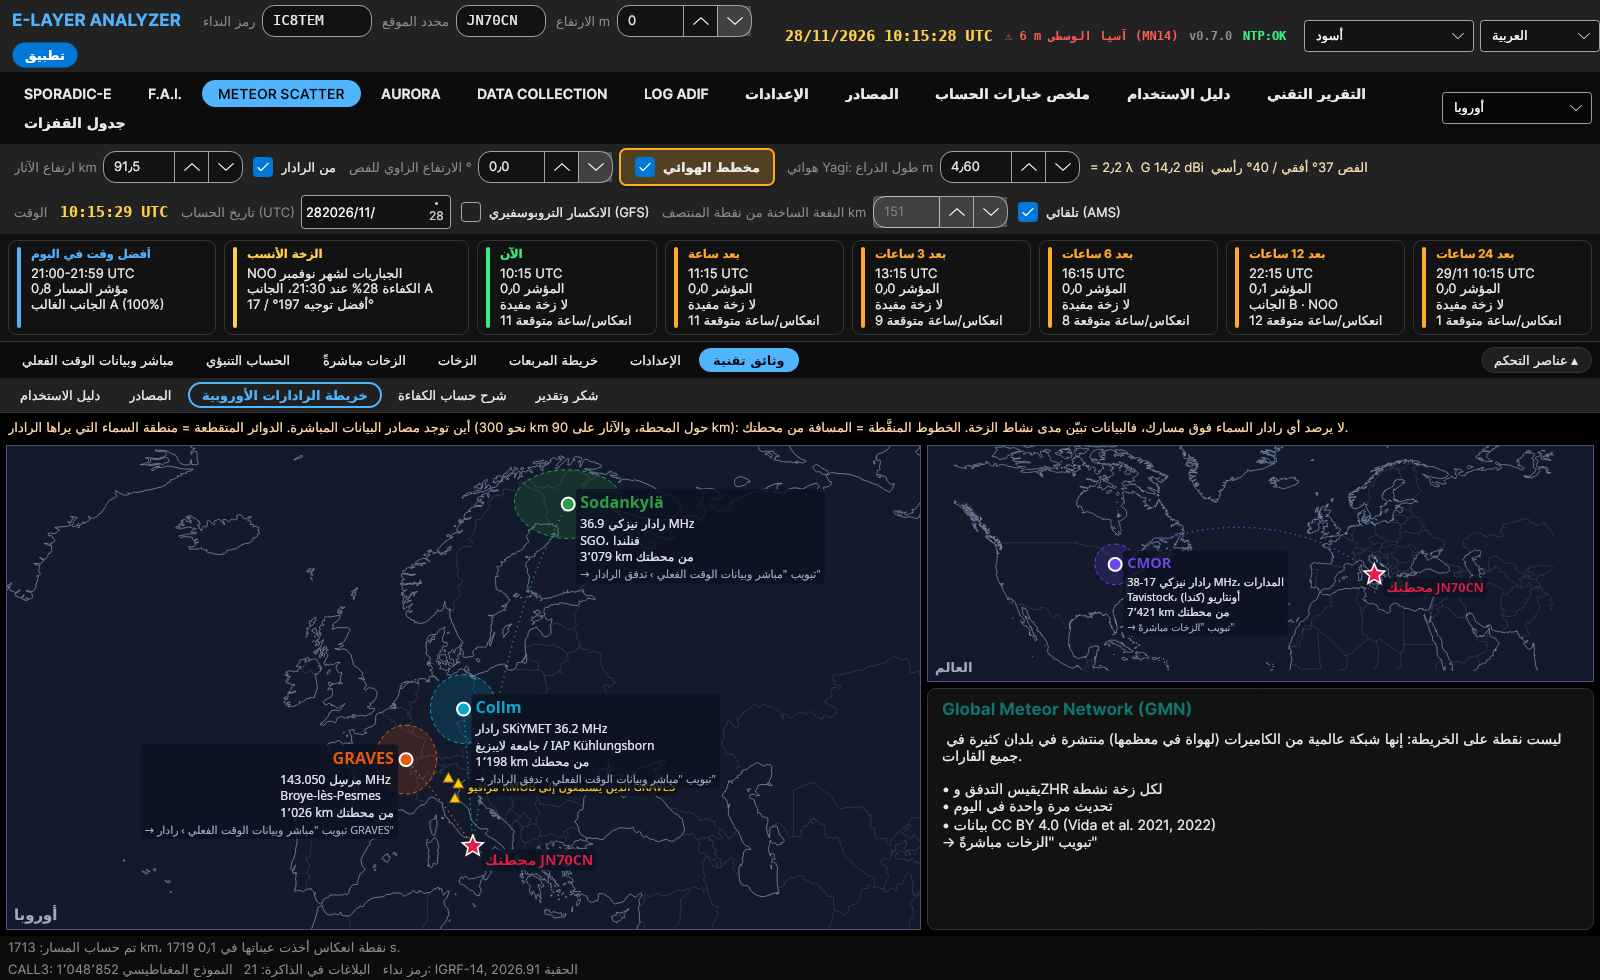 E-LAYER ANALYZER
رمز النداء IC8TEM محدد الموقع JN70CN الارتفاع m 0
28/11/2026 10:15:28 UTC ⚠ 6 m آسيا الوسطى (MN14) v0.7.0 NTP:OK أسود العربية
تطبيق
SPORADIC-E F.A.I. METEOR SCATTER AURORA DATA COLLECTION LOG ADIF الإعدادات المصادر ملخص خيارات الحساب دليل الاستخدام التقرير التقني
جدول القفزات
أوروبا
ارتفاع الآثار km 91٫5 من الرادار الارتفاع الزاوي للفص ° 0٫0 مخطط الهوائي هوائي Yagi: طول الذراع m 4٫60 = 2٫2 λ G 14٫2 dBi الفص 37° أفقي / 40° رأسي
الوقت 10:15:29 UTC تاريخ الحساب (UTC) 282026/11/ 28 الانكسار التروبوسفيري (GFS) البقعة الساخنة من نقطة المنتصف km 151 تلقائي (AMS)
أفضل وقت في اليوم
21:00-21:59 UTC
مؤشر المسار 0٫8
الجانب الغالب A (100%)
الزخة الأنسب
الجباريات لشهر نوفمبر NOO
الكفاءة 28% عند 21:30، الجانب A
أفضل توجيه 197° / 17°
الآن
10:15 UTC
المؤشر 0٫0
لا زخة مفيدة
انعكاس/ساعة متوقعة 11
بعد ساعة
11:15 UTC
المؤشر 0٫0
لا زخة مفيدة
انعكاس/ساعة متوقعة 11
بعد 3 ساعات
13:15 UTC
المؤشر 0٫0
لا زخة مفيدة
انعكاس/ساعة متوقعة 9
بعد 6 ساعات
16:15 UTC
المؤشر 0٫0
لا زخة مفيدة
انعكاس/ساعة متوقعة 8
بعد 12 ساعات
22:15 UTC
المؤشر 0٫1
الجانب B · NOO
انعكاس/ساعة متوقعة 12
بعد 24 ساعات
29/11 10:15 UTC
المؤشر 0٫0
لا زخة مفيدة
انعكاس/ساعة متوقعة 1
مباشر وبيانات الوقت الفعلي الحساب التنبؤي الزخات مباشرةً الزخات خريطة المربعات الإعدادات وثائق تقنية ▴ عناصر التحكم
دليل الاستخدام المصادر خريطة الرادارات الأوروبية شرح حساب الكفاءة شكر وتقدير
أين توجد مصادر البيانات المباشرة. الدوائر المتقطعة = منطقة السماء التي يراها الرادار (نحو 300 km حول المحطة، والآثار على 90 km): لا يرصد أي رادار السماء فوق مسارك، فالبيانات تبيّن مدى نشاط الزخة. الخطوط المنقَّطة = المسافة من محطتك.
Sodankylä
رادار نيزكي 36.9 MHz
SGO، فنلندا
3٬079 km من محطتك
→ تبويب "مباشر وبيانات الوقت الفعلي › تدفق الرادار"
Collm
رادار SKiYMET 36.2 MHz
جامعة لايبزيغ / IAP Kühlungsborn
1٬198 km من محطتك
→ تبويب "مباشر وبيانات الوقت الفعلي › تدفق الرادار"
GRAVES
مرسل 143.050 MHz
Broye-lès-Pesmes
1٬026 km من محطتك
→ تبويب "مباشر وبيانات الوقت الفعلي › رادار GRAVES"
مراقبو RMOB الذين يستمعون إلى GRAVES
محطتك JN70CN
أوروبا
CMOR
رادار نيزكي 17-38 MHz، المدارات
Tavistock، أونتاريو (كندا)
7٬421 km من محطتك
→ تبويب "الزخات مباشرةً"
محطتك JN70CN
العالم
Global Meteor Network (GMN)
ليست نقطة على الخريطة: إنها شبكة عالمية من الكاميرات (لهواة في معظمها) منتشرة في بلدان كثيرة في
جميع القارات.
• يقيس التدفق وZHR لكل زخة نشطة
• تحديث مرة واحدة في اليوم
• بيانات CC BY 4.0 (Vida et al. 2021, 2022)
→ تبويب "الزخات مباشرةً"
تم حساب المسار: 1713 km، 1719 نقطة انعكاس أخذت عيناتها في 0٫1 s.
CALL3: 1٬048٬852 رمز نداء البلاغات في الذاكرة: 21 النموذج المغناطيسي: IGRF-14, الحقبة 2026.91